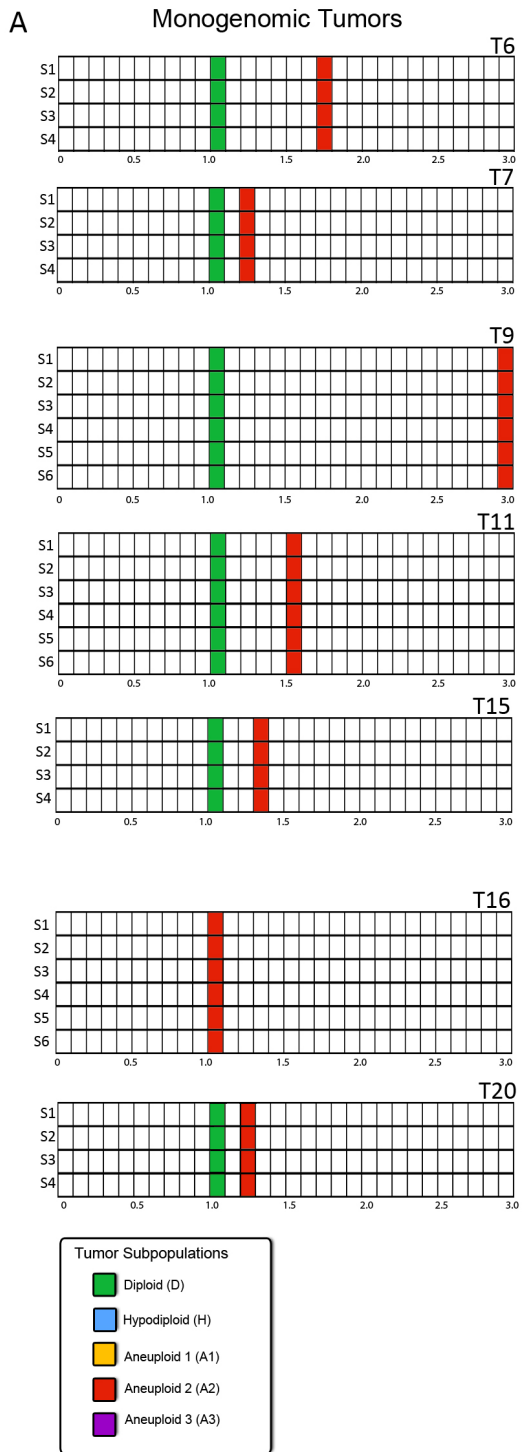 A
Monogenomic Tumors
T6
S1
S2
S3
S4
0 0.5 1.0 1.5 2.0 2.5 3.0
T7
S1
S2
S3
S4
0 0.5 1.0 1.5 2.0 2.5 3.0
T9
S1
S2
S3
S4
S5
S6
0 0.5 1.0 1.5 2.0 2.5 3.0
T11
S1
S2
S3
S4
S5
S6
0 0.5 1.0 1.5 2.0 2.5 3.0
T15
S1
S2
S3
S4
0 0.5 1.0 1.5 2.0 2.5 3.0
T16
S1
S2
S3
S4
S5
S6
0 0.5 1.0 1.5 2.0 2.5 3.0
T20
S1
S2
S3
S4
0 0.5 1.0 1.5 2.0 2.5 3.0
Tumor Subpopulations
Diploid (D)
Hypodiploid (H)
Aneuploid 1 (A1)
Aneuploid 2 (A2)
Aneuploid 3 (A3)